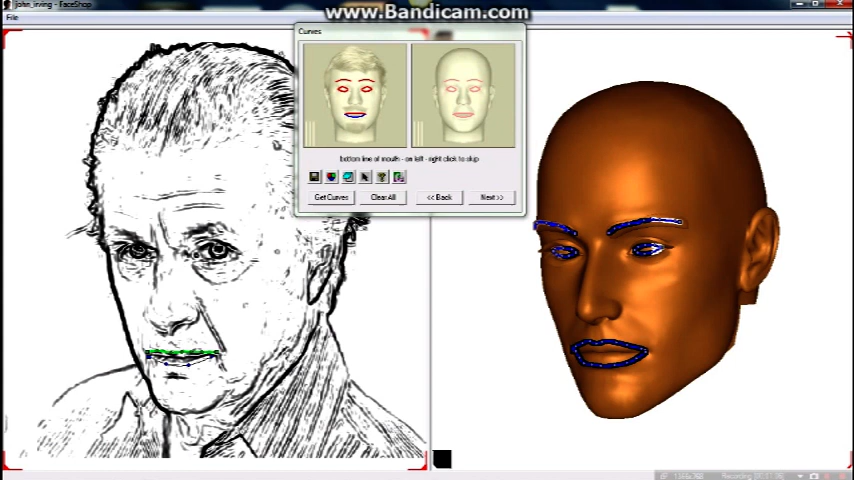 www.Bandicam.com
john_irving - FaceShop
File
Curves
bottom line of mouth - on left - right click to skip
Get Curves
Clear All
<< Back
Next >>